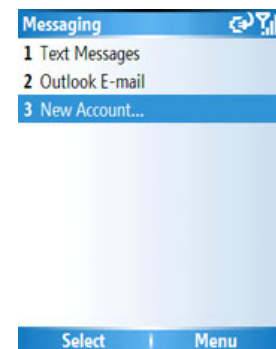 Messaging
1 Text Messages
2 Outlook E-mail
3 New Account...
Select Menu